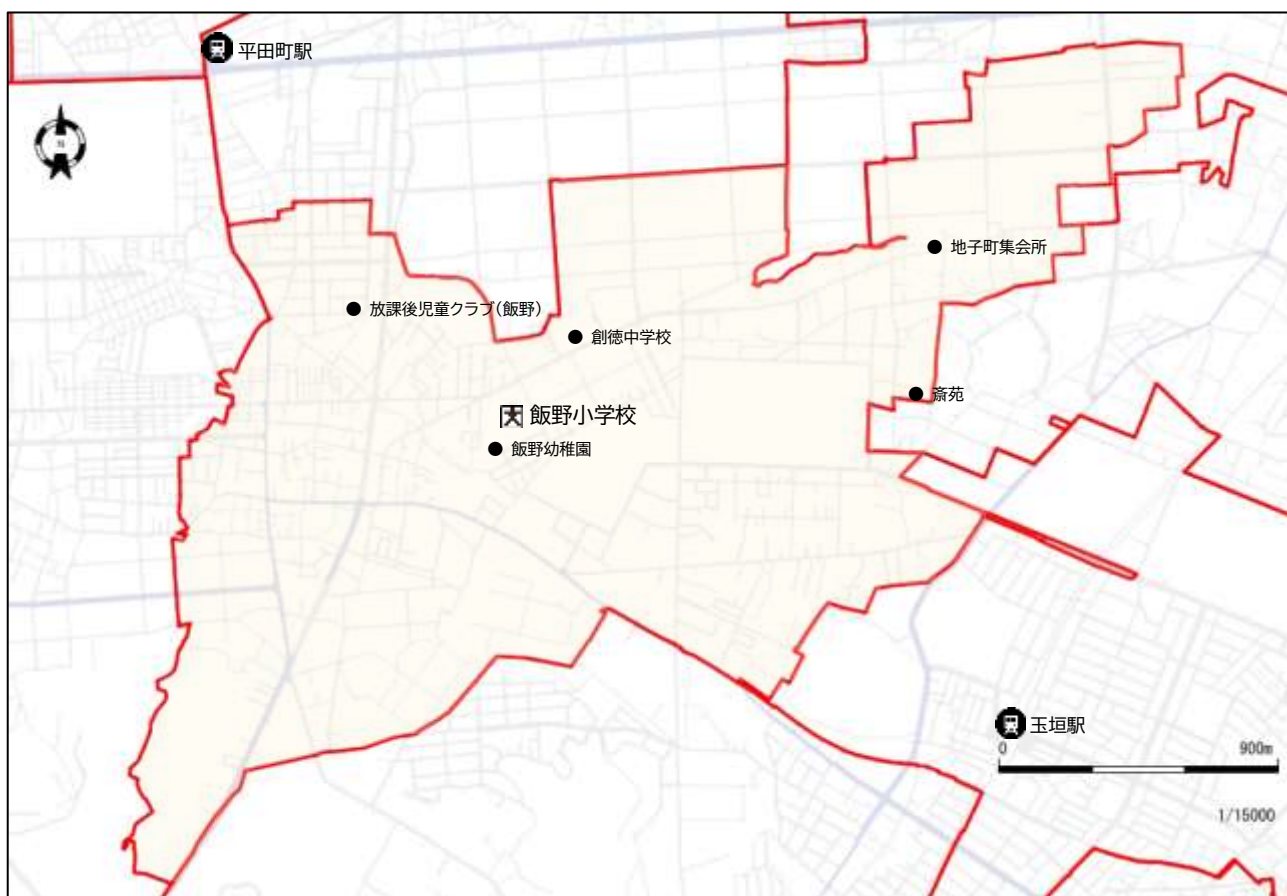 平田町駅
地子町集会所
放課後児童クラブ(飯野)
創徳中学校
斎苑
飯野小学校
飯野幼稚園
玉垣駅
0 900m
1/15000